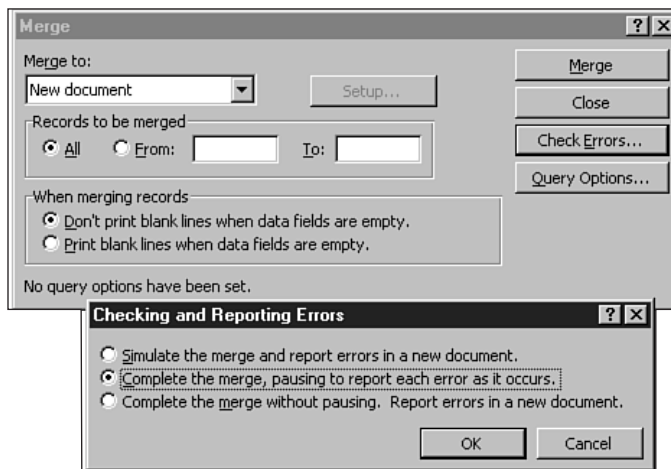 Merge
Merge to:
New document
Setup...
Merge
Close
Check Errors...
Query Options...
Records to be merged
All From: To:
When merging records
Don't print blank lines when data fields are empty.
Print blank lines when data fields are empty.
No query options have been set.
Checking and Reporting Errors
Simulate the merge and report errors in a new document.
Complete the merge, pausing to report each error as it occurs.
Complete the merge without pausing. Report errors in a new document.
OK Cancel